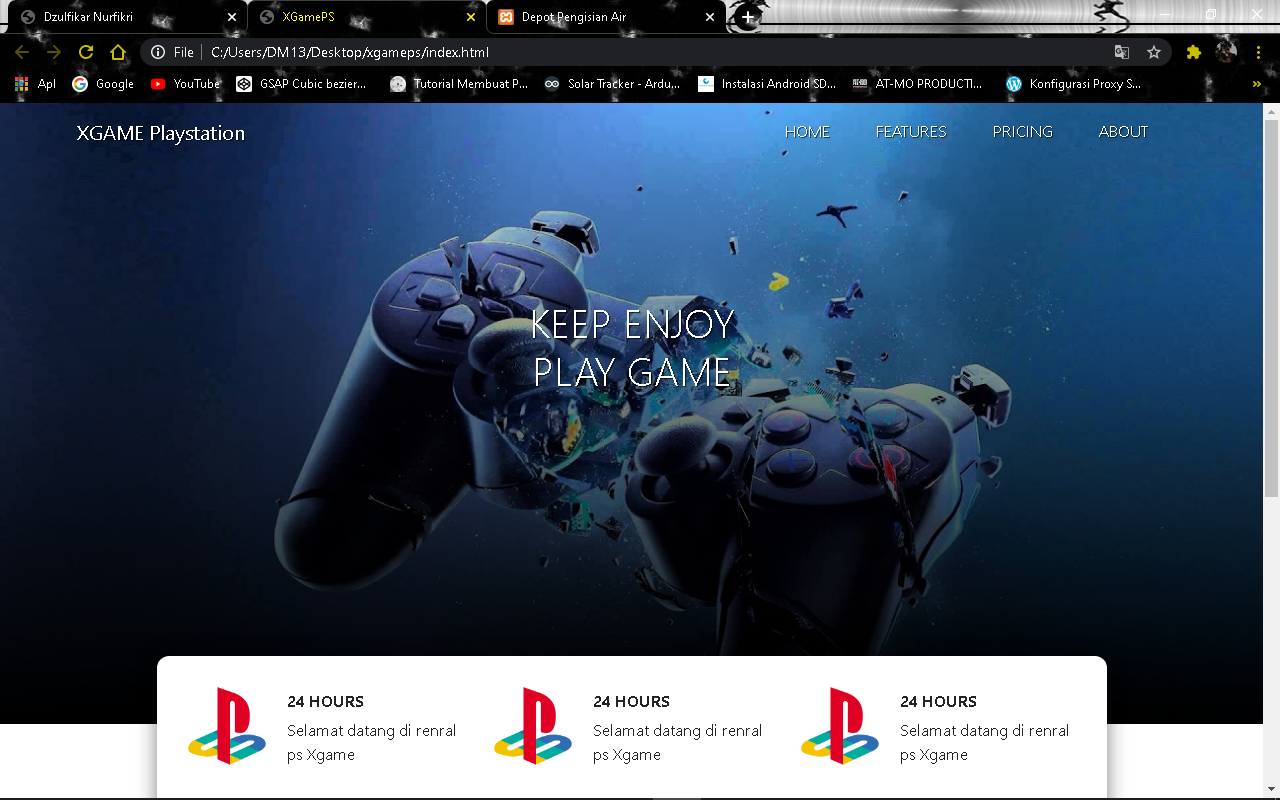 Dzulfikar Nurfikri
XGamePS
Depot Pengisian Air
File
C:/Users/DM13/Desktop/xgameps/index.html
Apl
Google
YouTube
GSAP Cubic bezier...
Tutorial Membuat P...
Solar Tracker - Ardu...
Instalasi Android SD...
AT-MO PRODUCTI...
Konfigurasi Proxy S...
XGAME Playstation
HOME
FEATURES
PRICING
ABOUT
KEEP ENJOY
PLAY GAME
24 HOURS
Selamat datang di renral
ps Xgame
24 HOURS
Selamat datang di renral
ps Xgame
24 HOURS
Selamat datang di renral
ps Xgame